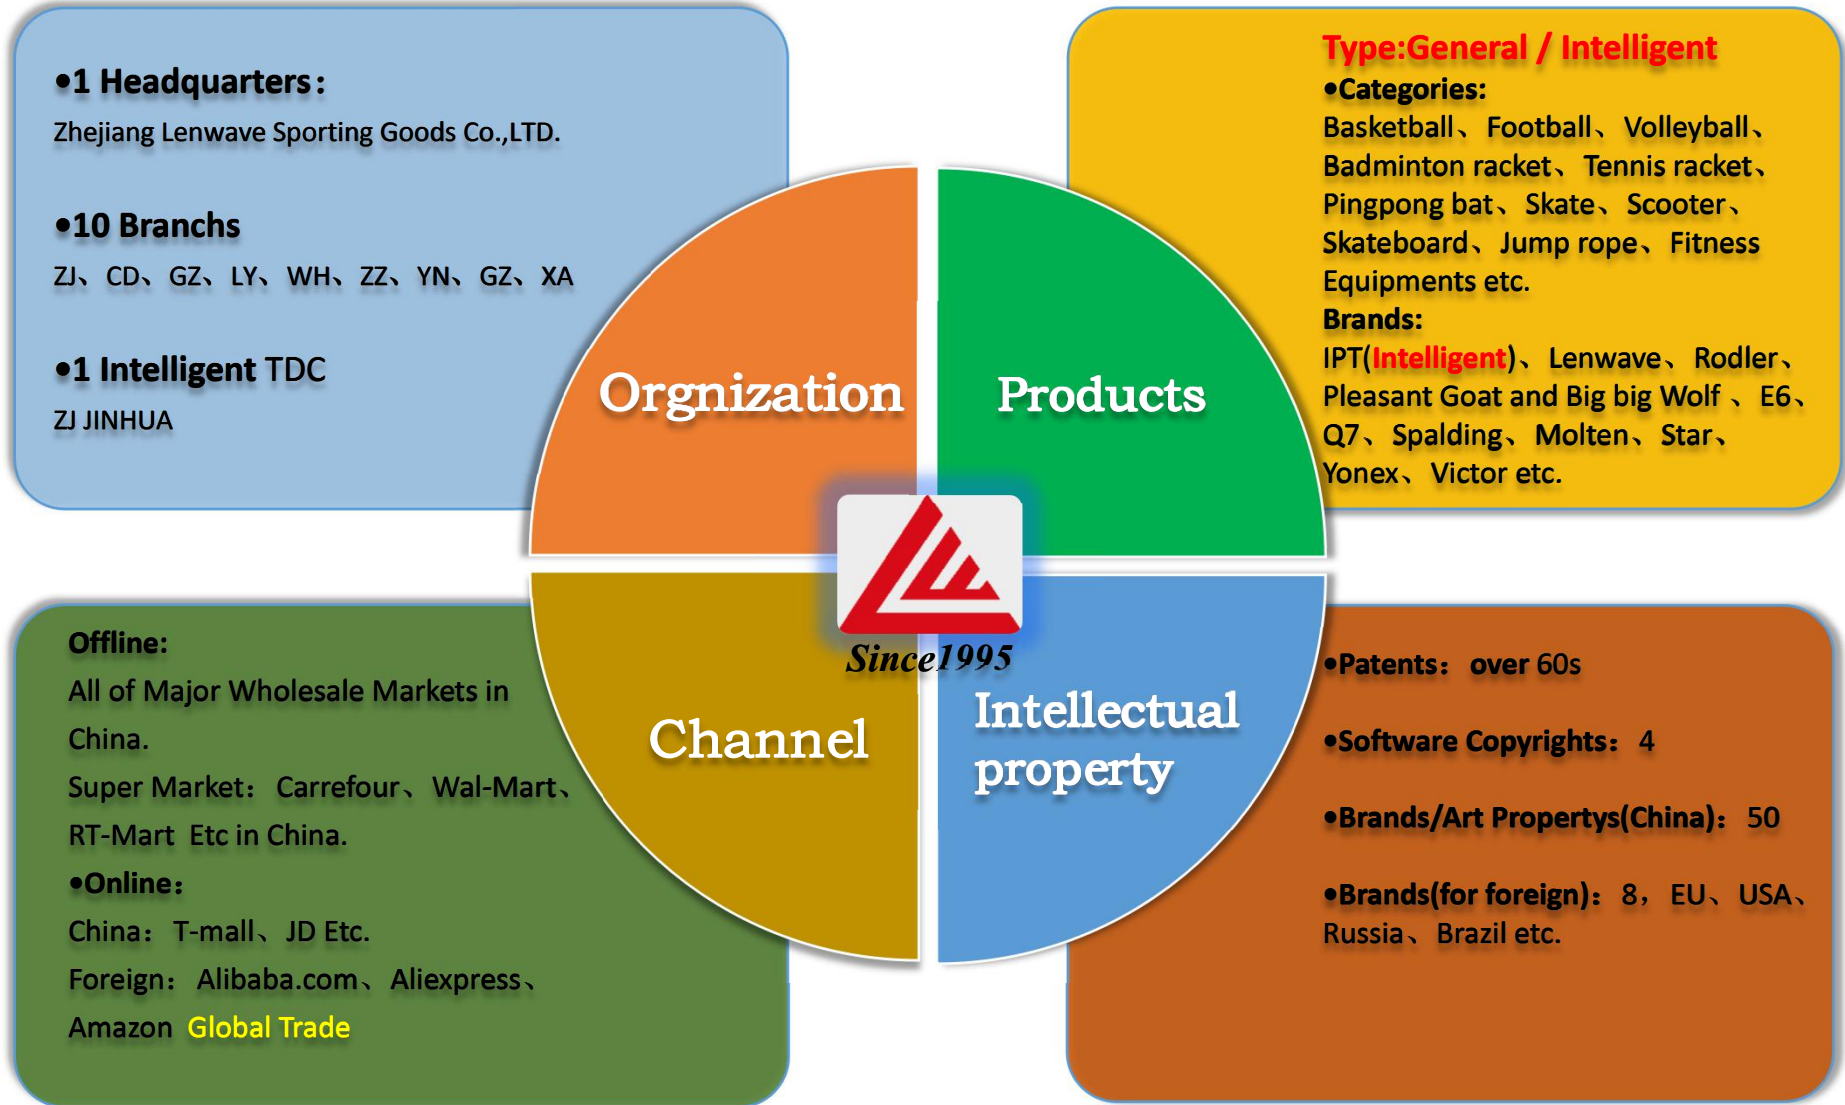 •1 Headquarters：
Zhejiang Lenwave Sporting Goods Co.,LTD.
•10 Branchs
ZJ、CD、GZ、LY、WH、ZZ、YN、GZ、XA
•1 Intelligent TDC
ZJ JINHUA
Type:General / Intelligent
•Categories:
Basketball、Football、Volleyball、
Badminton racket、Tennis racket、
Pingpong bat、Skate、Scooter、
Skateboard、Jump rope、Fitness
Equipments etc.
Brands:
IPT(Intelligent)、Lenwave、Rodler、
Pleasant Goat and Big big Wolf 、E6、
Q7、Spalding、Molten、Star、
Yonex、Victor etc.
Orgnization
Products
Since1995
Channel
Intellectual
property
Offline:
All of Major Wholesale Markets in
China.
Super Market：Carrefour、Wal-Mart、
RT-Mart Etc in China.
•Online：
China：T-mall、JD Etc.
Foreign：Alibaba.com、Aliexpress、
Amazon Global Trade
•Patents：over 60s
•Software Copyrights：4
•Brands/Art Propertys(China)：50
•Brands(for foreign)：8，EU、USA、
Russia、Brazil etc.